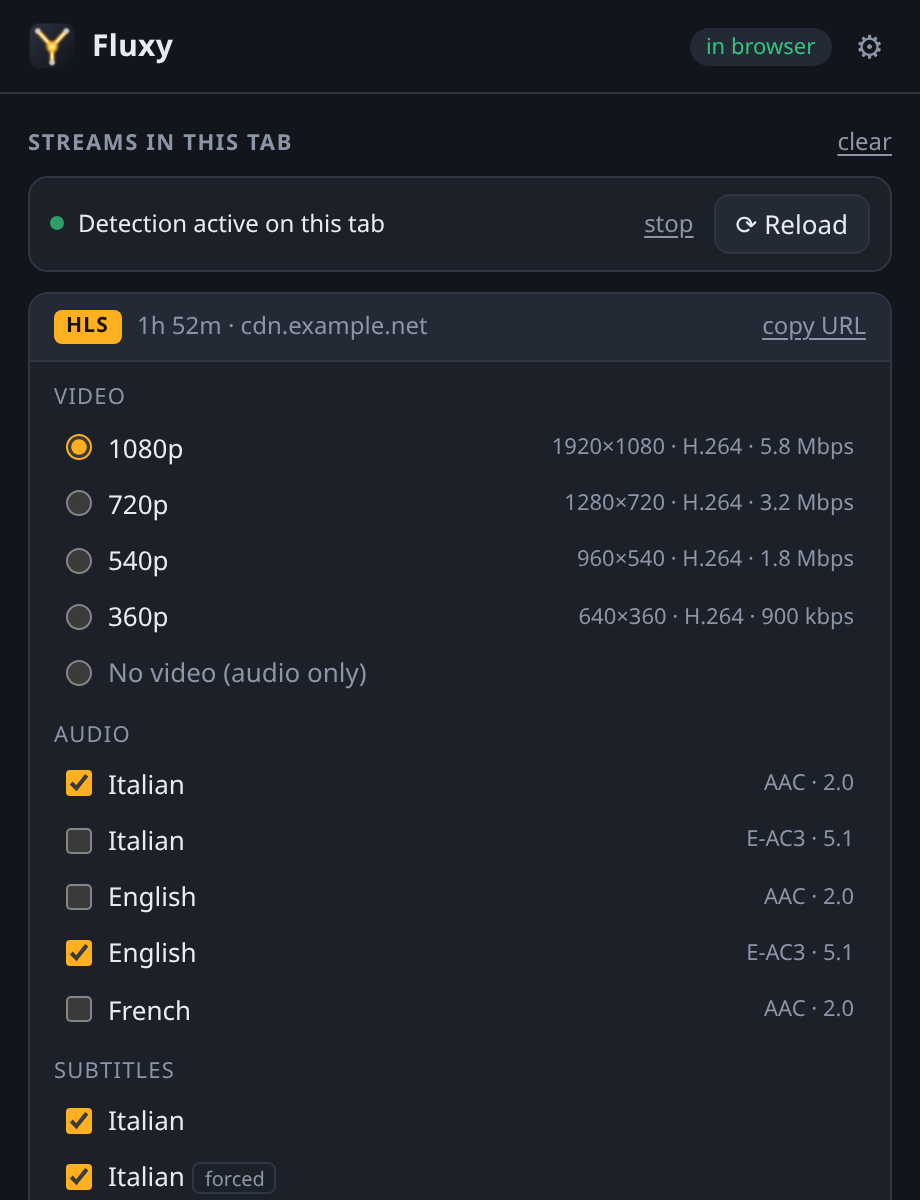 Fluxy
in browser
STREAMS IN THIS TAB
clear
Detection active on this tab
stop
⟳ Reload
HLS 1h 52m · cdn.example.net
copy URL
VIDEO
1080p 1920×1080 · H.264 · 5.8 Mbps
720p 1280×720 · H.264 · 3.2 Mbps
540p 960×540 · H.264 · 1.8 Mbps
360p 640×360 · H.264 · 900 kbps
No video (audio only)
AUDIO
Italian AAC · 2.0
Italian E-AC3 · 5.1
English AAC · 2.0
English E-AC3 · 5.1
French AAC · 2.0
SUBTITLES
Italian
Italian forced